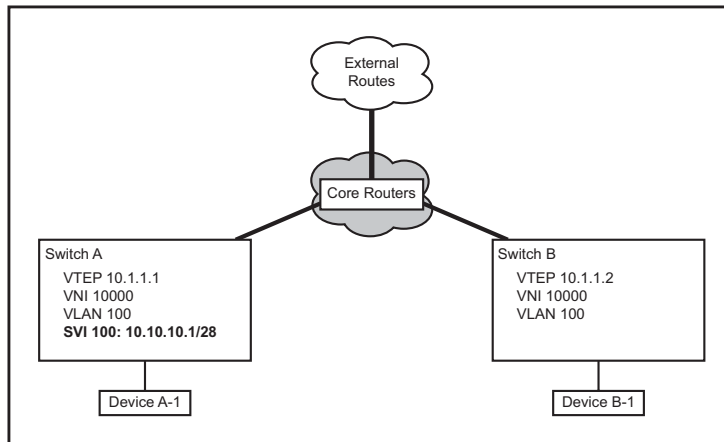 External
Routes
Core Routers
Switch A
VTEP 10.1.1.1
VNI 10000
VLAN 100
SVI 100: 10.10.10.1/28
Switch B
VTEP 10.1.1.2
VNI 10000
VLAN 100
Device A-1
Device B-1